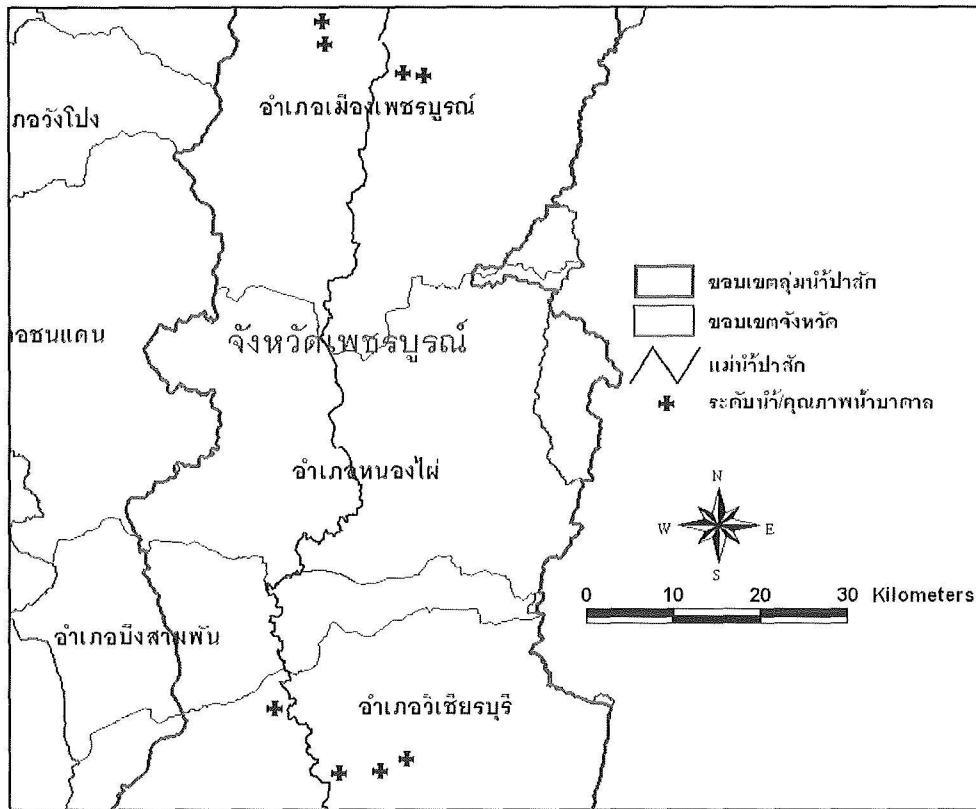 อำเภอเมืองเพชรบูรณ์
ภอวังโป่ง
ขอบเขตลุ่มน้ำป่าสัก
ขอบเขตจังหวัด
อชนแดน
จังหวัดเพชรบูรณ์
แม่น้ำป่าสัก
ระดับน้ำ/คุณภาพน้ำบาดาล
อำเภอหนองไผ่
N
W E
S
0 10 20 30 Kilometers
อำเภอบึงสามพัน
อำเภอวิเชียรบุรี